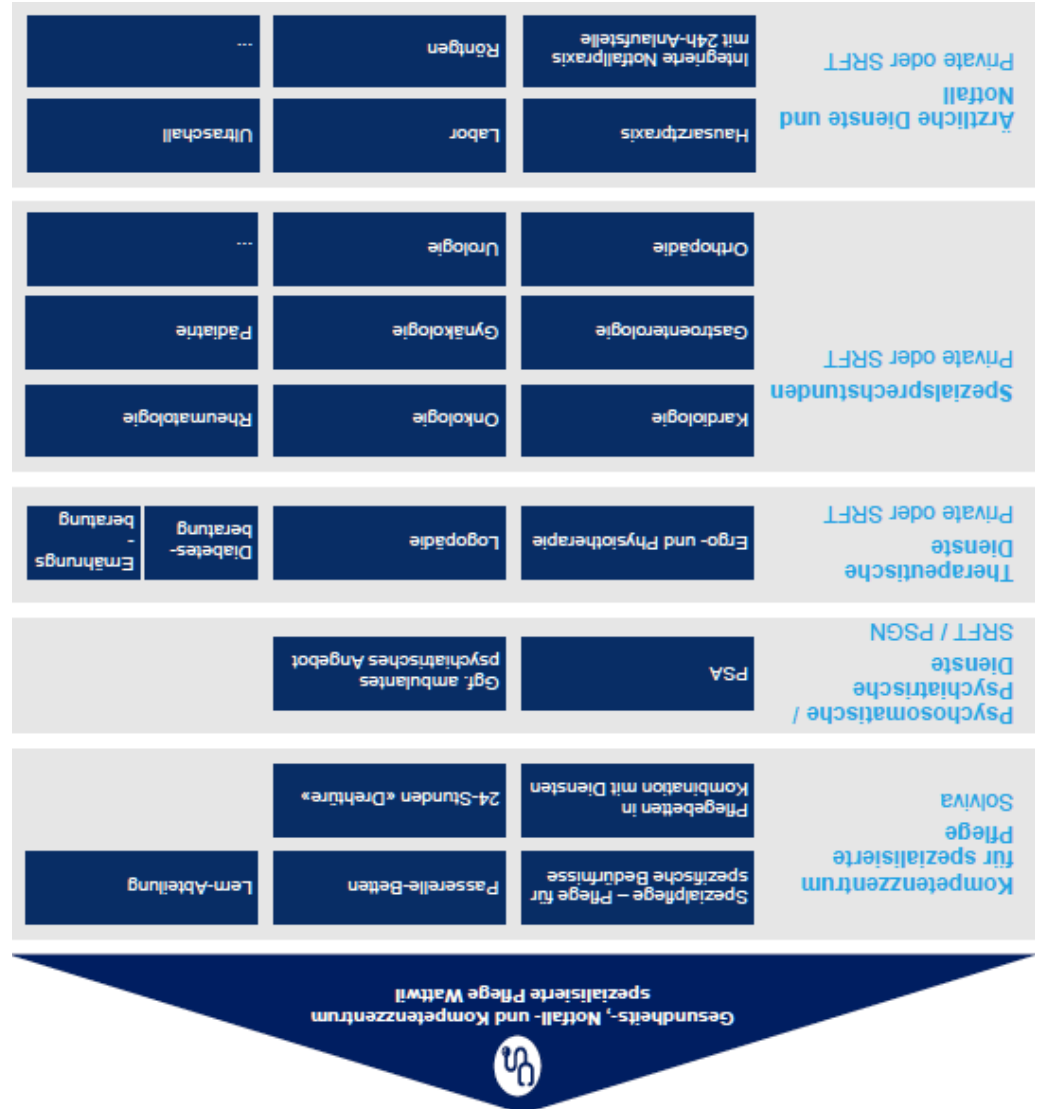 Gesundheits-, Notfall- und Kompetenzzentrum
spezialisierte Pflege Wattwil
Kompetenzzentrum
für spezialisierte
Pflege
Solviva
Spezialpflege – Pflege für
spezifische Bedürfnisse
Passerelle-Betten
Lern-Abteilung
Pflegebetten in
Kombination mit Diensten
24-Stunden «Drehtüre»
Psychosomatische /
Psychiatrische
Dienste
SRFT / PSGN
PSA
Ggf. ambulantes
psychiatrisches Angebot
Therapeutische
Dienste
Private oder SRFT
Ergo- und Physiotherapie
Logopädie
Diabetes-
beratung
Ernährungs
-
beratung
Spezialsprechstunden
Private oder SRFT
Kardiologie
Onkologie
Rheumatologie
Gastroenterologie
Gynäkologie
Pädiatrie
Orthopädie
Urologie
...
Ärztliche Dienste und
Notfall
Private oder SRFT
Hausarztpraxis
Labor
Ultraschall
Integrierte Notfallpraxis
mit 24h-Anlaufstelle
Röntgen
...